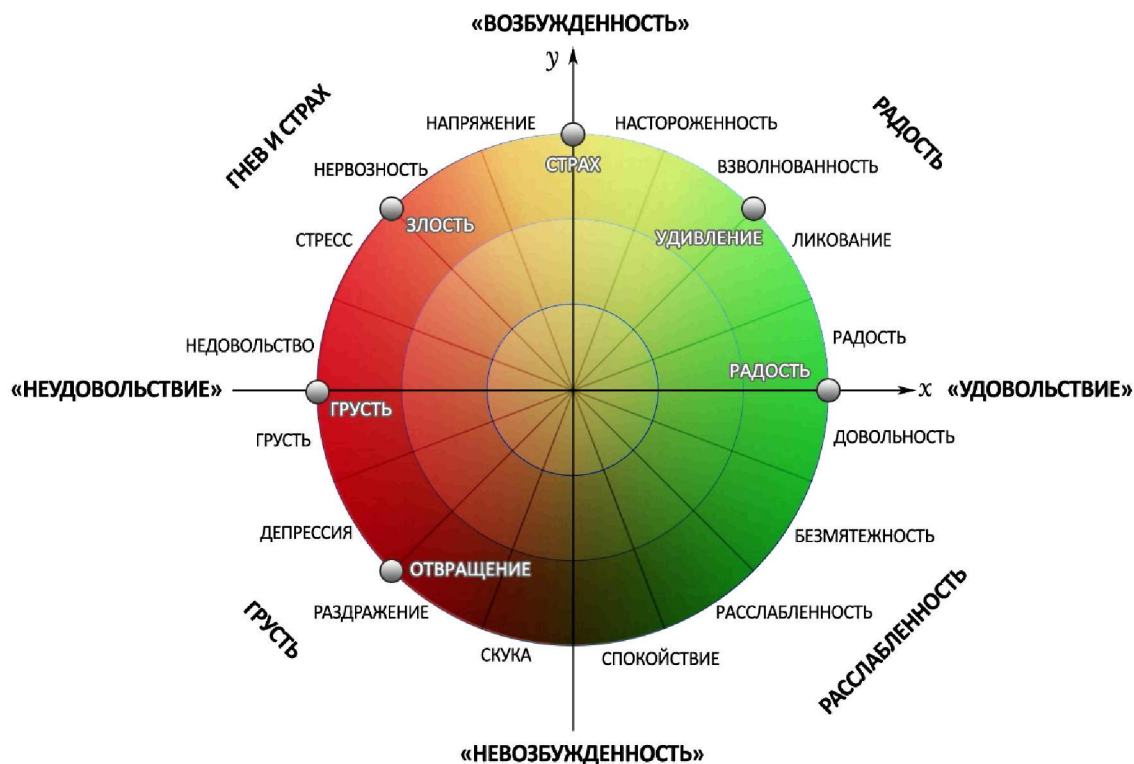 «ВОЗБУЖДЕННОСТЬ»
y
ГНЕВ И СТРАХ
РАДОСТЬ
НАПРЯЖЕНИЕ
НАСТОРОЖЕННОСТЬ
СТРАХ
НЕРВОЗНОСТЬ
ВЗВОЛНОВАННОСТЬ
ЗЛОСТЬ
УДИВЛЕНИЕ
СТРЕСС
ЛИКОВАНИЕ
НЕДОВОЛЬСТВО
РАДОСТЬ
РАДОСТЬ
«НЕУДОВОЛЬСТВИЕ»
x
«УДОВОЛЬСТВИЕ»
ГРУСТЬ
ГРУСТЬ
ДОВОЛЬНОСТЬ
ДЕПРЕССИЯ
БЕЗМЯТЕЖНОСТЬ
ОТВРАЩЕНИЕ
РАЗДРАЖЕНИЕ
РАССЛАБЛЕННОСТЬ
ГРУСТЬ
РАССЛАБЛЕННОСТЬ
СКУКА
СПОКОЙСТВИЕ
«НЕВОЗБУЖДЕННОСТЬ»